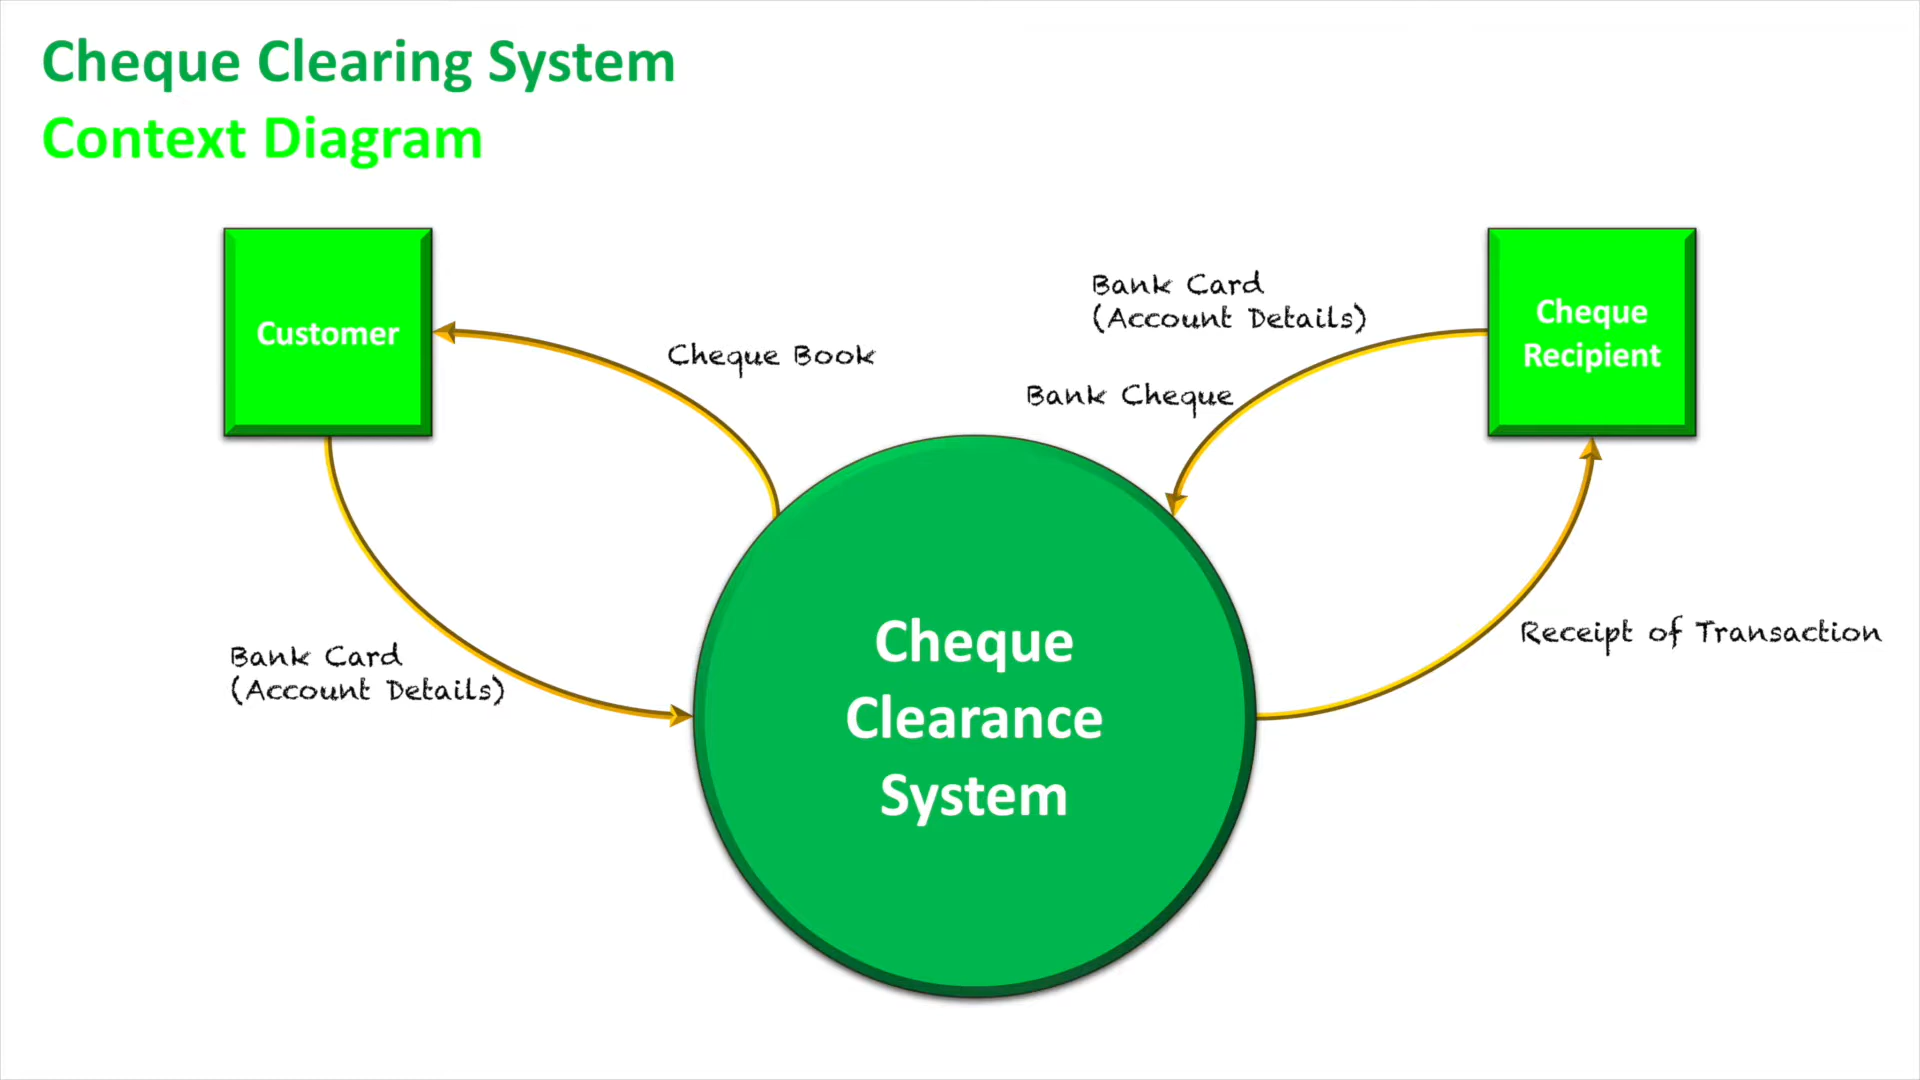 Cheque Clearing System
Context Diagram
Customer
Cheque Book
Bank Card
(Account Details)
Bank Cheque
Cheque
Recipient
Bank Card
(Account Details)
Cheque
Clearance
System
Receipt of Transaction